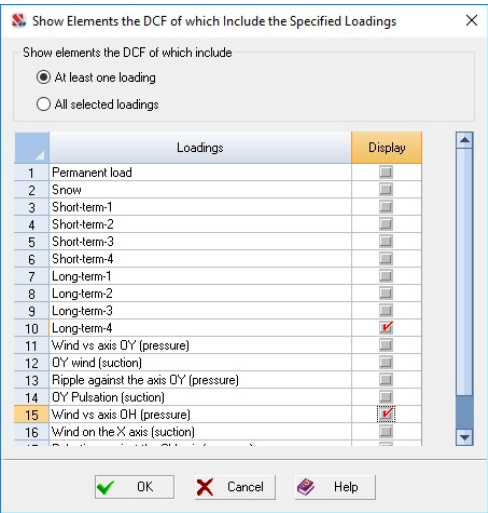 Show Elements the DCF of which Include the Specified Loadings
Show elements the DCF of which include
At least one loading
All selected loadings
Loadings Display
1 Permanent load
2 Snow
3 Short-term-1
4 Short-term-2
5 Short-term-3
6 Short-term-4
7 Long-term-1
8 Long-term-2
9 Long-term-3
10 Long-term-4
11 Wind vs axis OY (pressure)
12 OY wind (suction)
13 Ripple against the axis OY (pressure)
14 OY Pulsation (suction)
15 Wind vs axis OH (pressure)
16 Wind on the X axis (suction)
OK Cancel Help